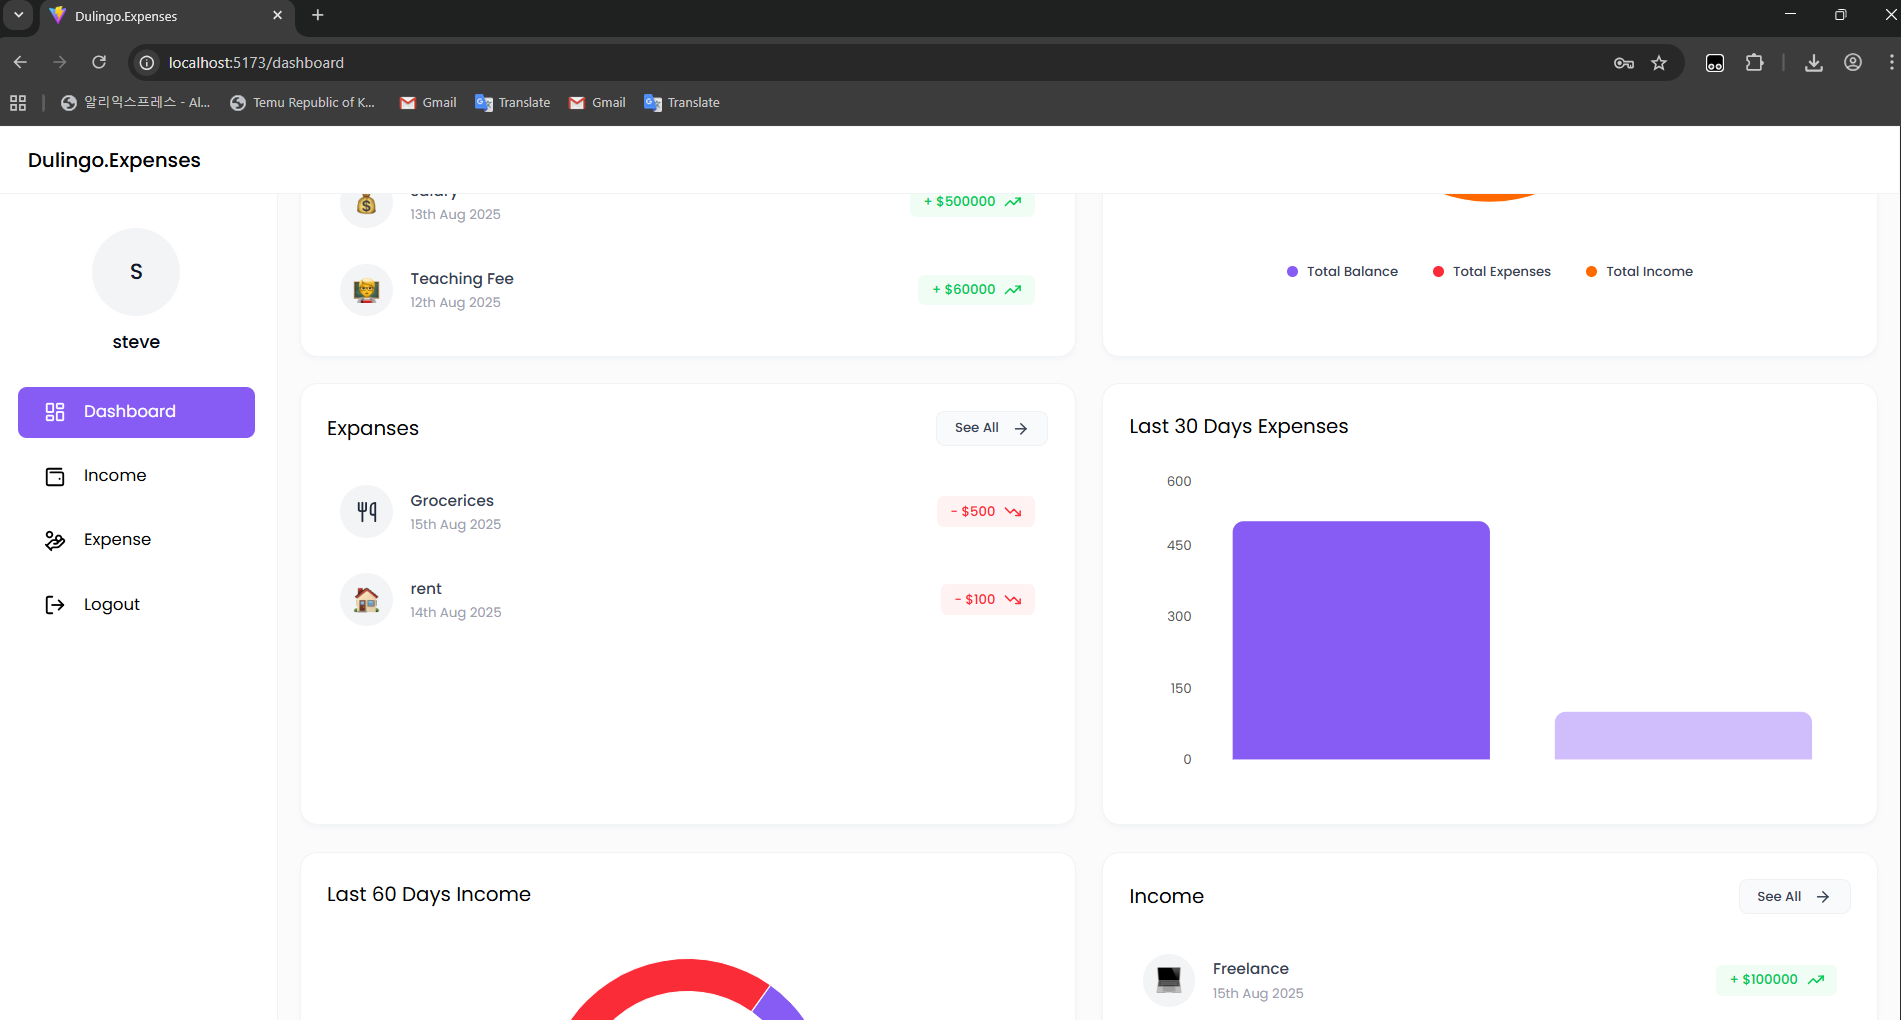 Dulingo.Expenses
localhost:5173/dashboard
알리익스프레스 - Al...
Temu Republic of K...
Gmail
Translate
Gmail
Translate
Dulingo.Expenses
S
steve
Dashboard
Income
Expense
Logout
salary
13th Aug 2025
+ $500000
Teaching Fee
12th Aug 2025
+ $60000
Total Balance
Total Expenses
Total Income
Expanses
See All
Grocerices
15th Aug 2025
- $500
rent
14th Aug 2025
- $100
Last 30 Days Expenses
600
450
300
150
0
Last 60 Days Income
Income
See All
Freelance
15th Aug 2025
+ $100000